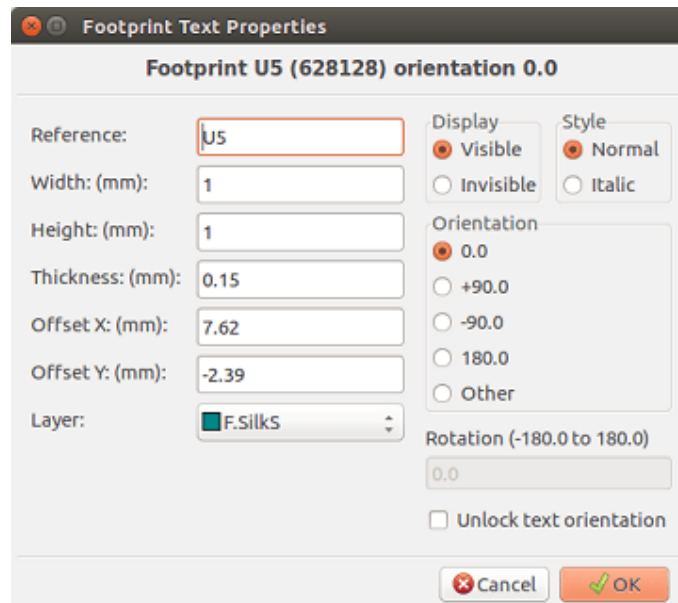 Footprint Text Properties
Footprint U5 (628128) orientation 0.0
Reference:
U5
Width: (mm):
1
Height: (mm):
1
Thickness: (mm):
0.15
Offset X: (mm):
7.62
Offset Y: (mm):
-2.39
Layer:
F.SilkS
Display
Visible
Invisible
Style
Normal
Italic
Orientation
0.0
+90.0
-90.0
180.0
Other
Rotation (-180.0 to 180.0)
0.0
Unlock text orientation
Cancel
OK